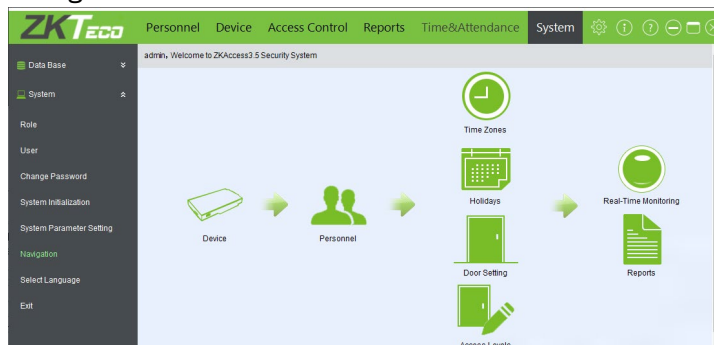 ZKTeco
Personnel Device Access Control Reports Time&Attendance System
Data Base
admin, Welcome to ZKAccess3.5 Security System
System
Role
User
Change Password
System Initialization
System Parameter Setting
Navigation
Select Language
Exit
Time Zones
Holidays
Real-Time Monitoring
Device
Personnel
Door Setting
Reports
Access Levels